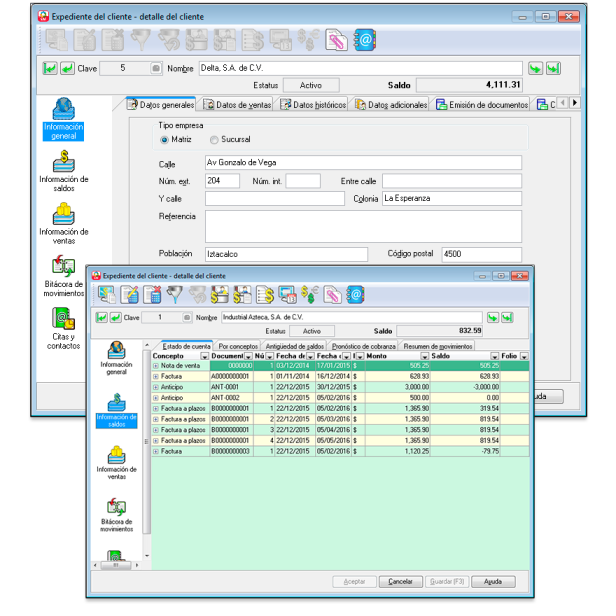 Expediente del cliente - detalle del cliente
Clave 5 Nombre Delta, S.A. de C.V.
Estatus Activo Saldo 4,111.31
Datos generales Datos de ventas Datos históricos Datos adicionales Emisión de documentos C
Información general
Información de saldos
Información de ventas
Bitácora de movimientos
Citas y contactos
Tipo empresa
Matriz Sucursal
Calle Av Gonzalo de Vega
Núm. ext. 204 Núm. int. Entre calle
Y calle Colonia La Esperanza
Referencia
Población Iztacalco Código postal 4500
uda
Expediente del cliente - detalle del cliente
Clave 1 Nombre Industrial Azteca, S.A. de C.V.
Estatus Activo Saldo 832.59
Estado de cuenta Por conceptos Antigüedad de saldos Pronóstico de cobranza Resumen de movimientos
Concepto Document Nú Fecha de Fecha Monto Saldo Folio
Nota de venta 0000000 1 03/12/2014 17/01/2015 $ 505.25 505.25
Factura A0000000001 1 01/11/2014 16/12/2014 $ 628.93 628.93
Anticipo ANT-0001 1 22/12/2015 30/12/2015 $ 3,000.00 -3,000.00
Anticipo ANT-0002 1 22/12/2015 05/02/2016 $ 500.00 0.00
Factura a plazos B0000000001 1 22/12/2015 05/02/2016 $ 1,365.90 319.54
Factura a plazos B0000000001 2 22/12/2015 05/03/2016 $ 1,365.90 819.54
Factura a plazos B0000000001 3 22/12/2015 05/04/2016 $ 1,365.90 819.54
Factura a plazos B0000000001 4 22/12/2015 05/05/2016 $ 1,365.90 819.54
Factura B0000000003 1 22/12/2015 05/02/2016 $ 1,120.25 -79.75
Información general
Información de saldos
Información de ventas
Bitácora de movimientos
Aceptar Cancelar Guardar (F3) Ayuda